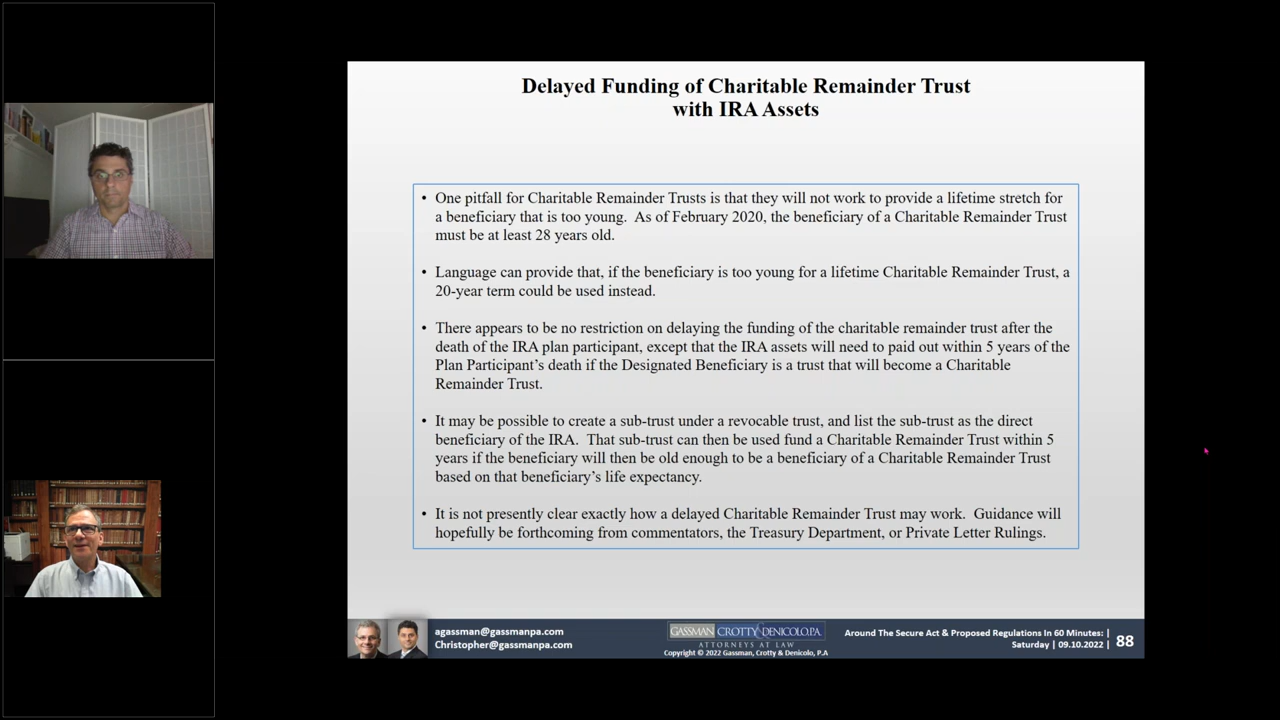 Delayed Funding of Charitable Remainder Trust
with IRA Assets
• One pitfall for Charitable Remainder Trusts is that they will not work to provide a lifetime stretch for
a beneficiary that is too young. As of February 2020, the beneficiary of a Charitable Remainder Trust
must be at least 28 years old.
• Language can provide that, if the beneficiary is too young for a lifetime Charitable Remainder Trust, a
20-year term could be used instead.
• There appears to be no restriction on delaying the funding of the charitable remainder trust after the
death of the IRA plan participant, except that the IRA assets will need to paid out within 5 years of the
Plan Participant's death if the Designated Beneficiary is a trust that will become a Charitable
Remainder Trust.
• It may be possible to create a sub-trust under a revocable trust, and list the sub-trust as the direct
beneficiary of the IRA. That sub-trust can then be used fund a Charitable Remainder Trust within 5
years if the beneficiary will then be old enough to be a beneficiary of a Charitable Remainder Trust
based on that beneficiary's life expectancy.
• It is not presently clear exactly how a delayed Charitable Remainder Trust may work. Guidance will
hopefully be forthcoming from commentators, the Treasury Department, or Private Letter Rulings.
agassman@gassmanpa.com
Christopher@gassmanpa.com
GASSMAN CROTTY DENICOLO, P.A.
ATTORNEYS AT LAW
Copyright © 2022 Gassman, Crotty & Denicolo, P.A
Around The Secure Act & Proposed Regulations In 60 Minutes: |
Saturday | 09.10.2022 |
88